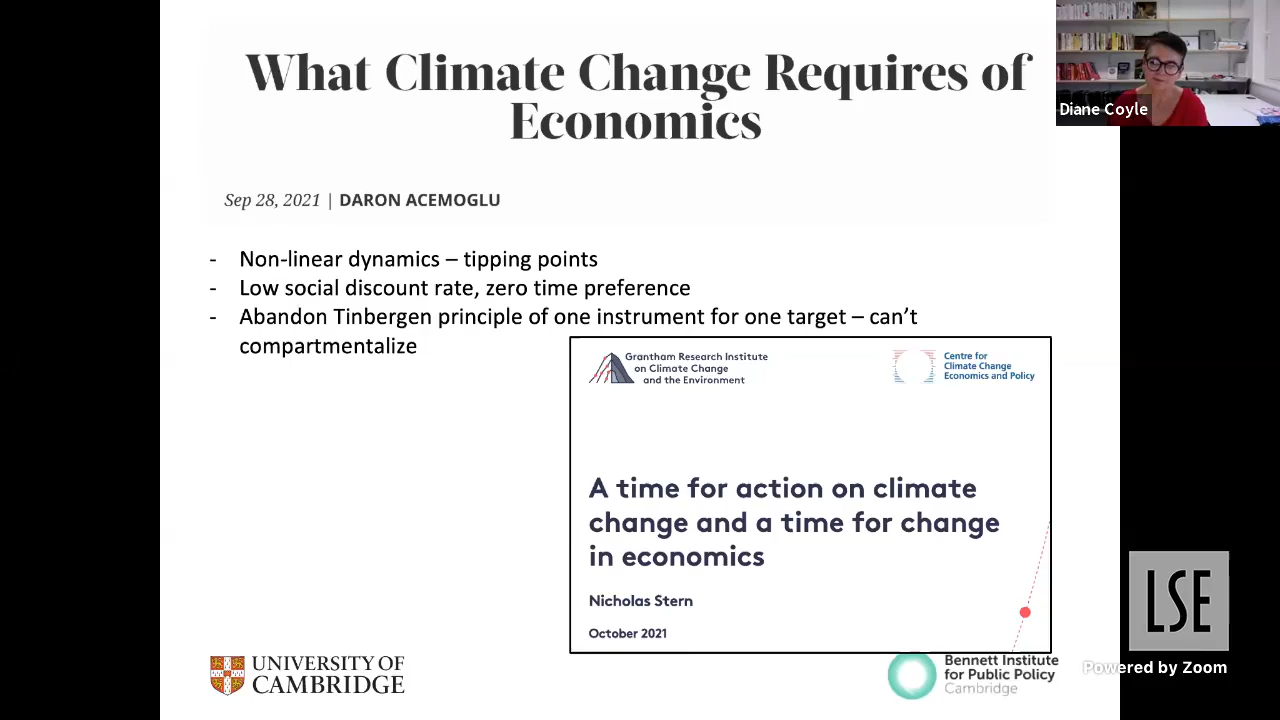 What Climate Change Requires of
Economics
Diane Coyle
Sep 28, 2021 | DARON ACEMOGLU
- Non-linear dynamics – tipping points
- Low social discount rate, zero time preference
- Abandon Tinbergen principle of one instrument for one target – can't
compartmentalize
Grantham Research Institute
on Climate Change
and the Environment
Centre for
Climate Change
Economics and Policy
A time for action on climate
change and a time for change
in economics
Nicholas Stern
October 2021
UNIVERSITY OF
CAMBRIDGE
Bennett Institute
for Public Policy
Cambridge
LSE
Powered by Zoom